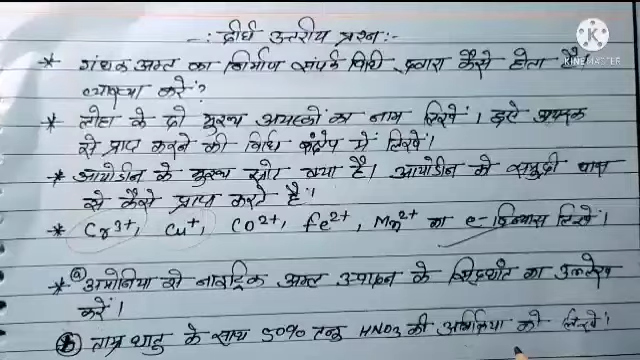 -: दीर्घ उत्तरीय प्रश्न :-
KINEMASTER
* गंधक अम्ल का निर्माण संपर्क विधि द्वारा कैसे होता है
व्याख्या करें?
* लोहा के दो मुख्य अयस्कों का नाम लिखें। इसे अयस्क
से प्राप्त करने की विधि संक्षेप में लिखें।
* आयोडीन के मुख्य स्रोत क्या है। आयोडीन को समुद्री घास
से कैसे प्राप्त करते हैं।
* Cr3+, Cu+, CO2+, Fe2+, Mn2+ का e- विन्यास लिखें।
* (a) अमोनिया से नाइट्रिक अम्ल उत्पादन के सिद्धांत का उल्लेख
करें।
(b) ताम्र धातु के साथ 50% तनु HNO3 की अभिक्रिया को लिखें।